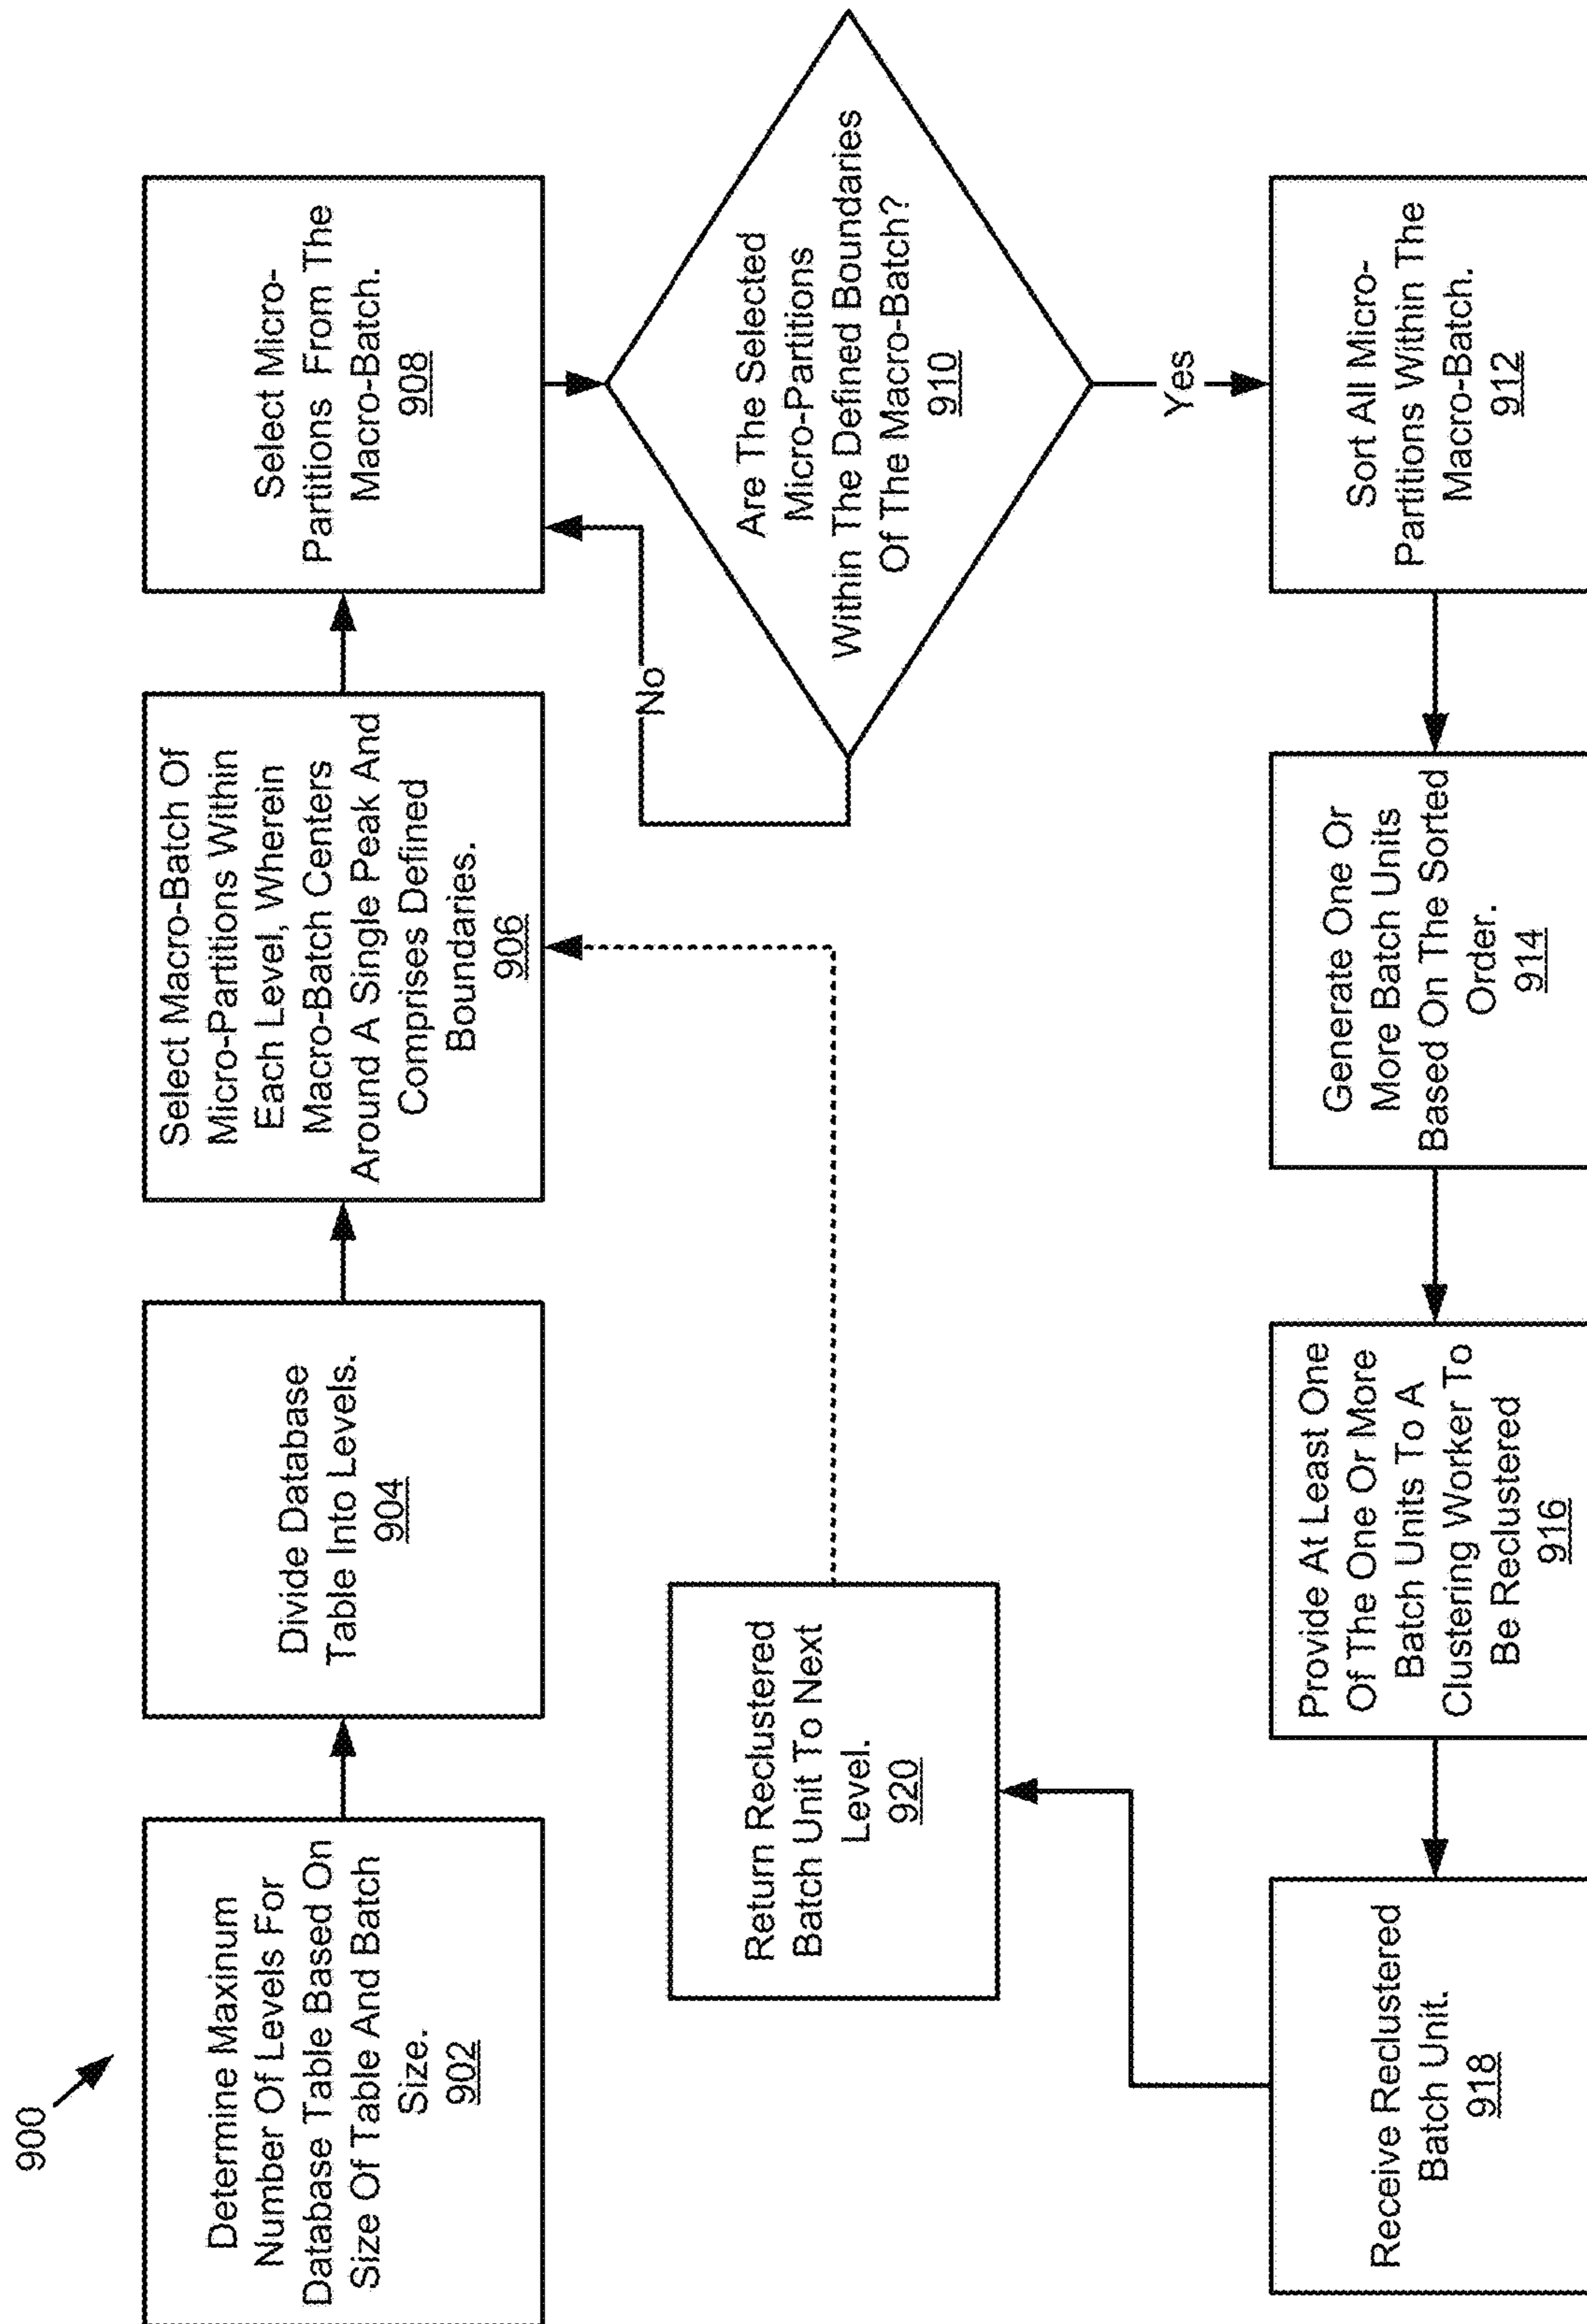 900
Determine Maxinum
Number Of Levels For
Database Table Based On
Size Of Table And Batch
Size.
902
Divide Database
Table Into Levels.
904
Select Macro-Batch Of
Micro-Partitions Within
Each Level, Wherein
Macro-Batch Centers
Around A Single Peak And
Comprises Defined
Boundaries.
906
Select Micro-
Partitions From The
Macro-Batch.
908
Are The Selected
Micro-Partitions
Within The Defined Boundaries
Of The Macro-Batch?
910
No
Yes
Sort All Micro-
Partitions Within The
Macro-Batch.
912
Generate One Or
More Batch Units
Based On The Sorted
Order.
914
Provide At Least One
Of The One Or More
Batch Units To A
Clustering Worker To
Be Reclustered
916
Receive Reclustered
Batch Unit.
918
Return Reclustered
Batch Unit To Next
Level.
920